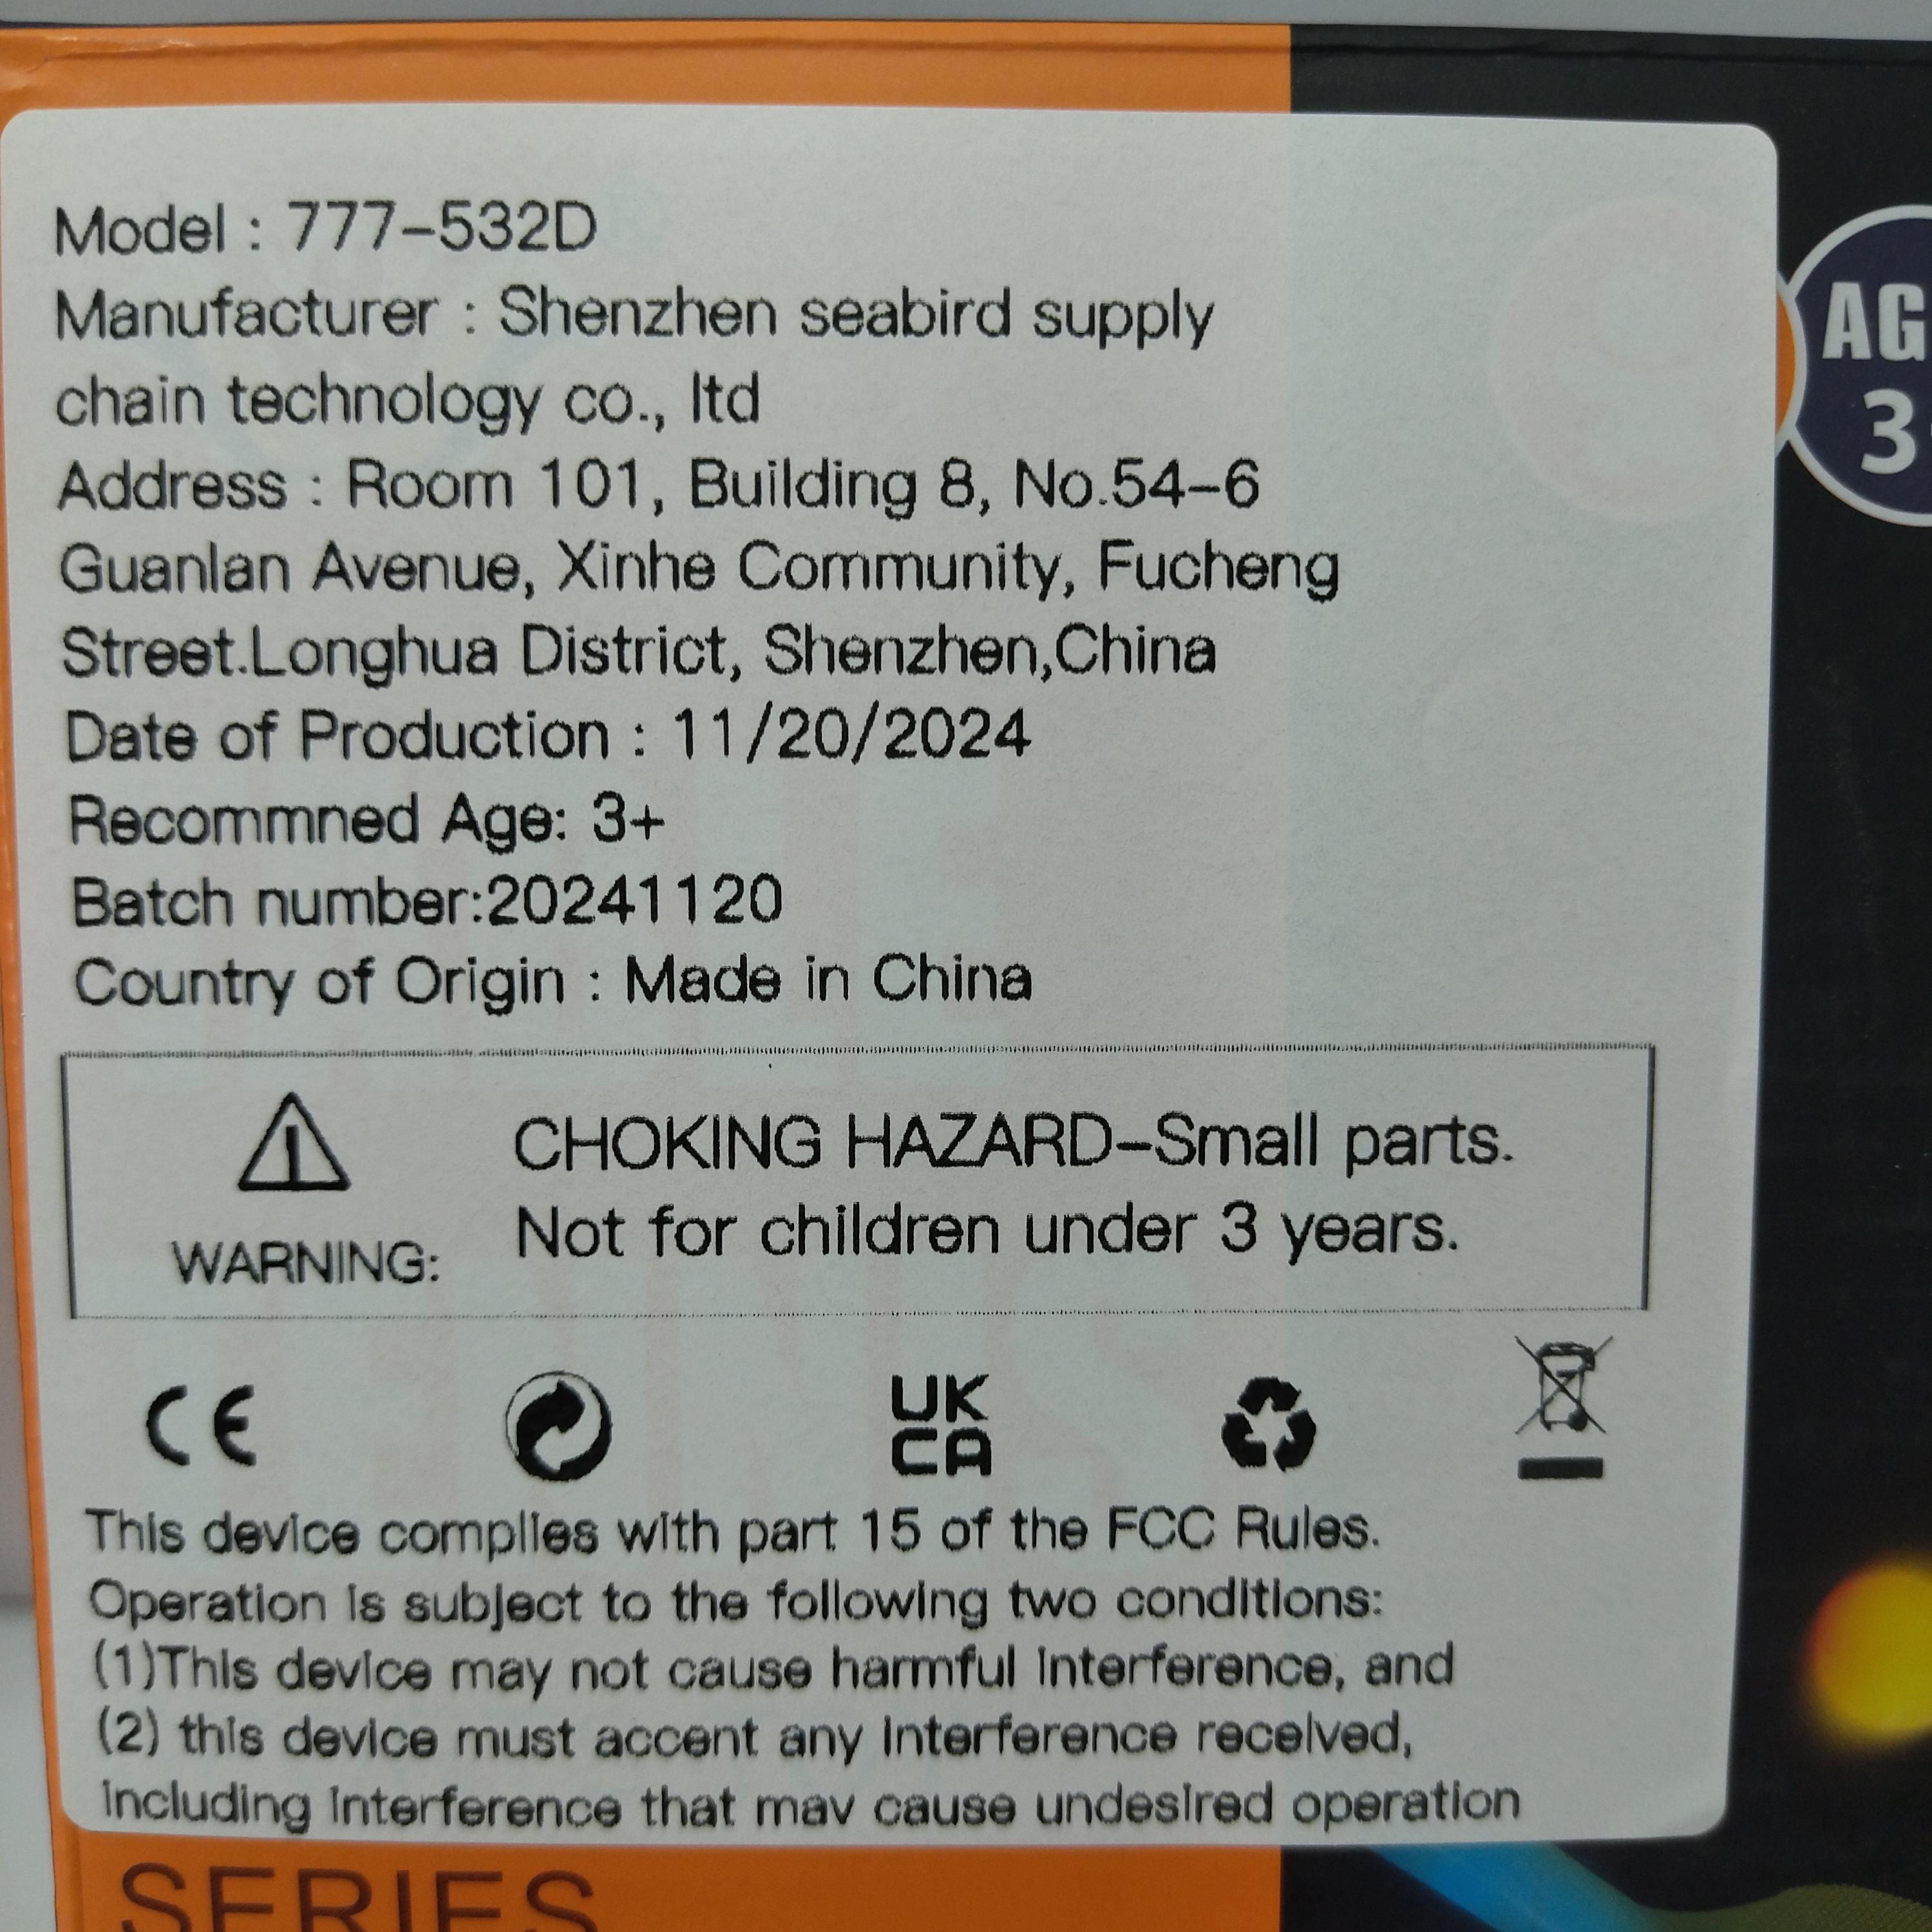 Model : 777-532D
Manufacturer : Shenzhen seabird supply
chain technology co., ltd
Address : Room 101, Building 8, No.54-6
Guanlan Avenue, Xinhe Community, Fucheng
Street.Longhua District, Shenzhen,China
Date of Production : 11/20/2024
Recommned Age: 3+
Batch number:20241120
Country of Origin : Made in China
WARNING:
CHOKING HAZARD-Small parts.
Not for children under 3 years.
CE
UK
CA
This device complies with part 15 of the FCC Rules.
Operation is subject to the following two conditions:
(1)This device may not cause harmful interference, and
(2) this device must accent any interference received,
including interference that mav cause undesired operation
SERIES
AG
3